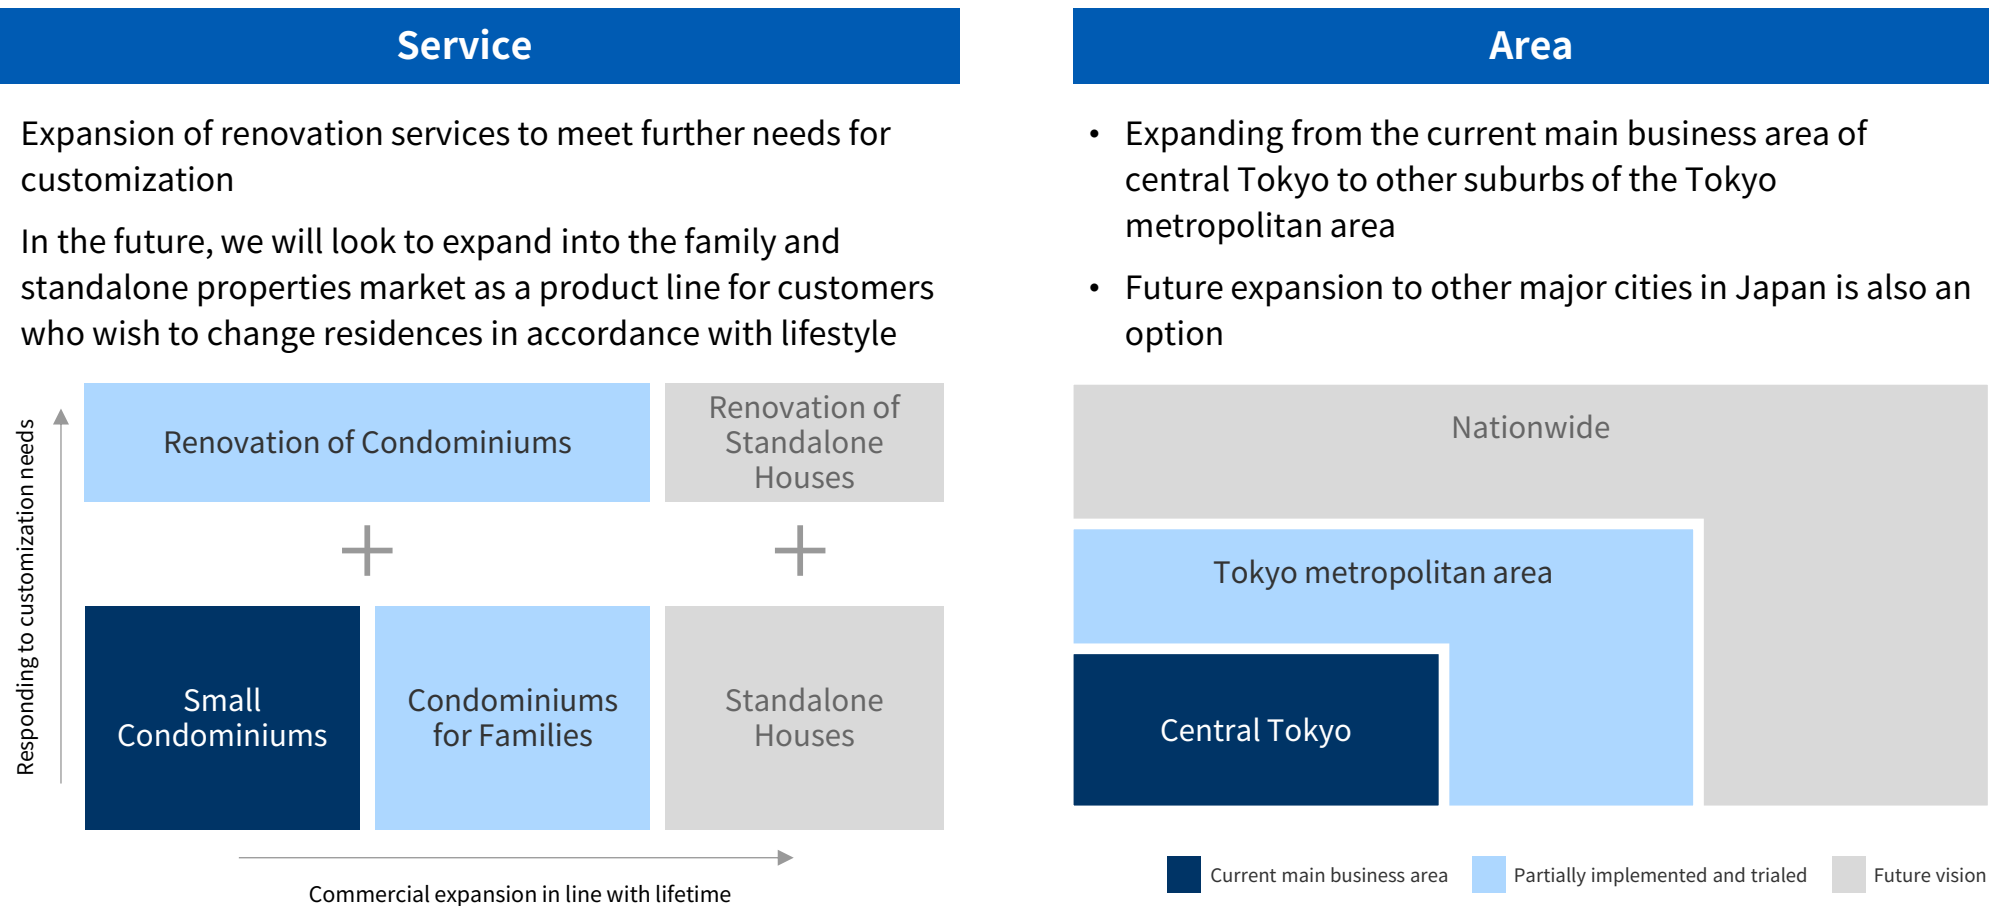 Service
Expansion of renovation services to meet further needs for
customization
In the future, we will look to expand into the family and
standalone properties market as a product line for customers
who wish to change residences in accordance with lifestyle
Responding to customization needs
Renovation of Condominiums
Renovation of
Standalone
Houses
+
+
Small
Condominiums
Condominiums
for Families
Standalone
Houses
Commercial expansion in line with lifetime
Area
• Expanding from the current main business area of
central Tokyo to other suburbs of the Tokyo
metropolitan area
• Future expansion to other major cities in Japan is also an
option
Nationwide
Tokyo metropolitan area
Central Tokyo
Current main business area
Partially implemented and trialed
Future vision